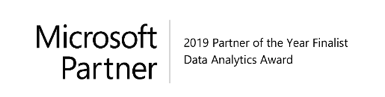 Microsoft
Partner
2019 Partner of the Year Finalist
Data Analytics Award